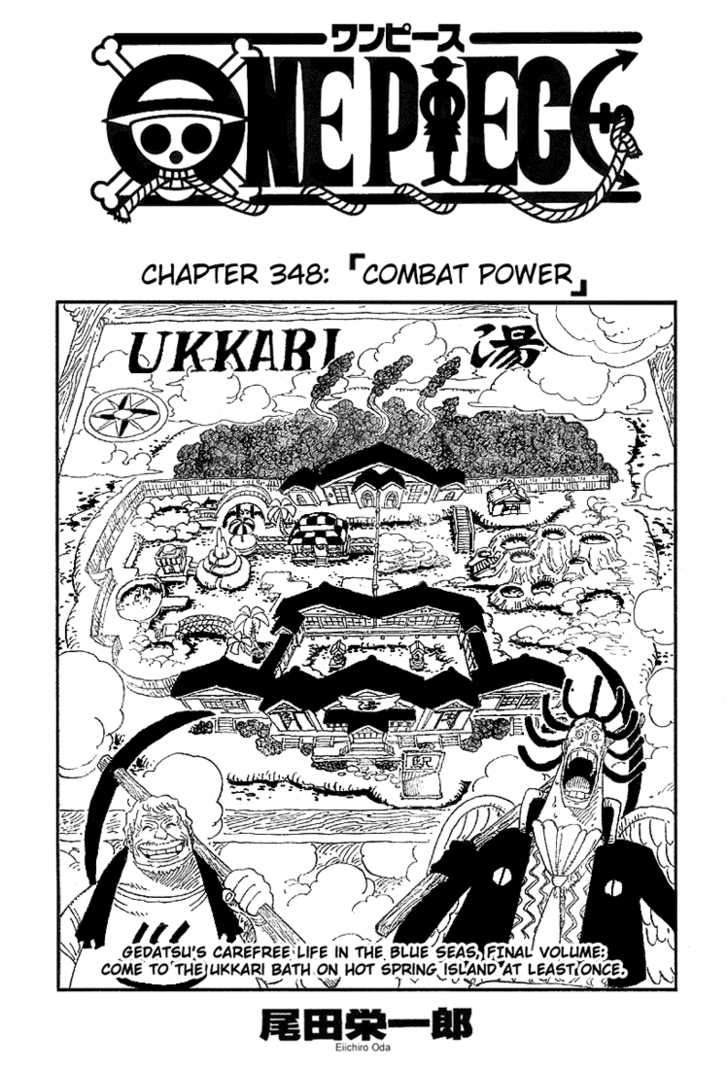 ワンピース
ONE PIECE
CHAPTER 348: 「COMBAT POWER」
UKKARI 湯
GEDATSU'S CAREFREE LIFE IN THE BLUE SEAS, FINAL VOLUME:
COME TO THE UKKARI BATH ON HOT SPRING ISLAND AT LEAST ONCE.
尾田栄一郎
Eiichiro Oda